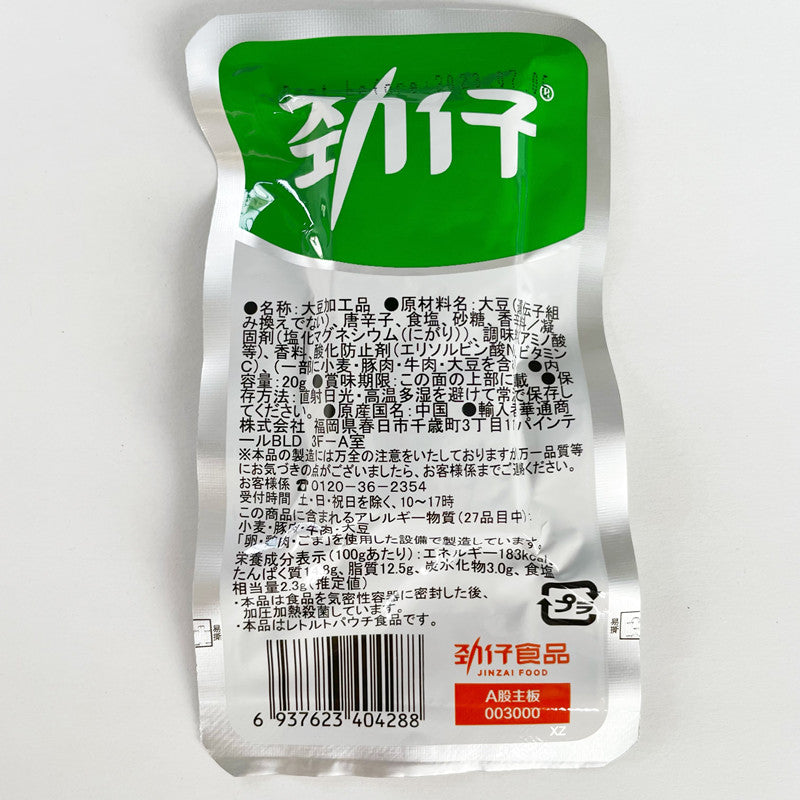 Best before:2023.07.05
劲仔®
●名称:大豆加工品 ●原材料名:大豆(遺伝子組
み換えでない)、唐辛子、食塩、砂糖、香辛料/凝
固剤(塩化マグネシウム(にがり))、調味料(アミノ酸
等)、香料、酸化防止剤(エリソルビン酸N、ビタミン
C)、(一部に小麦・豚肉・牛肉・大豆を含む) ●内
容量:20g ●賞味期限:この面の上部に記載 ●保
存方法:直射日光・高温多湿を避けて常温で保存し
てください。 ●原産国名:中国 ●輸入者:華通商
株式会社 福岡県春日市千歳町3丁目11パインテ
ールBLD 3F-A室
※本品の製造には万全の注意をいたしておりますが万一品質等
にお気づきの点がございましたら、お客様係までご連絡ください。
お客様係 ☎0120-36-2354
受付時間 土・日・祝日を除く、10~17時
この商品に含まれるアレルギー物質(27品目中):
小麦・豚肉・牛肉・大豆
「卵・鶏肉・ごま」を使用した設備で製造しています。
栄養成分表示(100gあたり):エネルギー183kcal、
たんぱく質 .8g、脂質12.5g、炭水化物3.0g、食塩
相当量2.3g(推定値)
・本品は食品を気密性容器に密封した後、
加圧加熱殺菌しています。
・本品はレトルトパウチ食品です。
プラ
劲仔食品
JINZAI FOOD
A股主板
003000
6 937623 404288
XZ